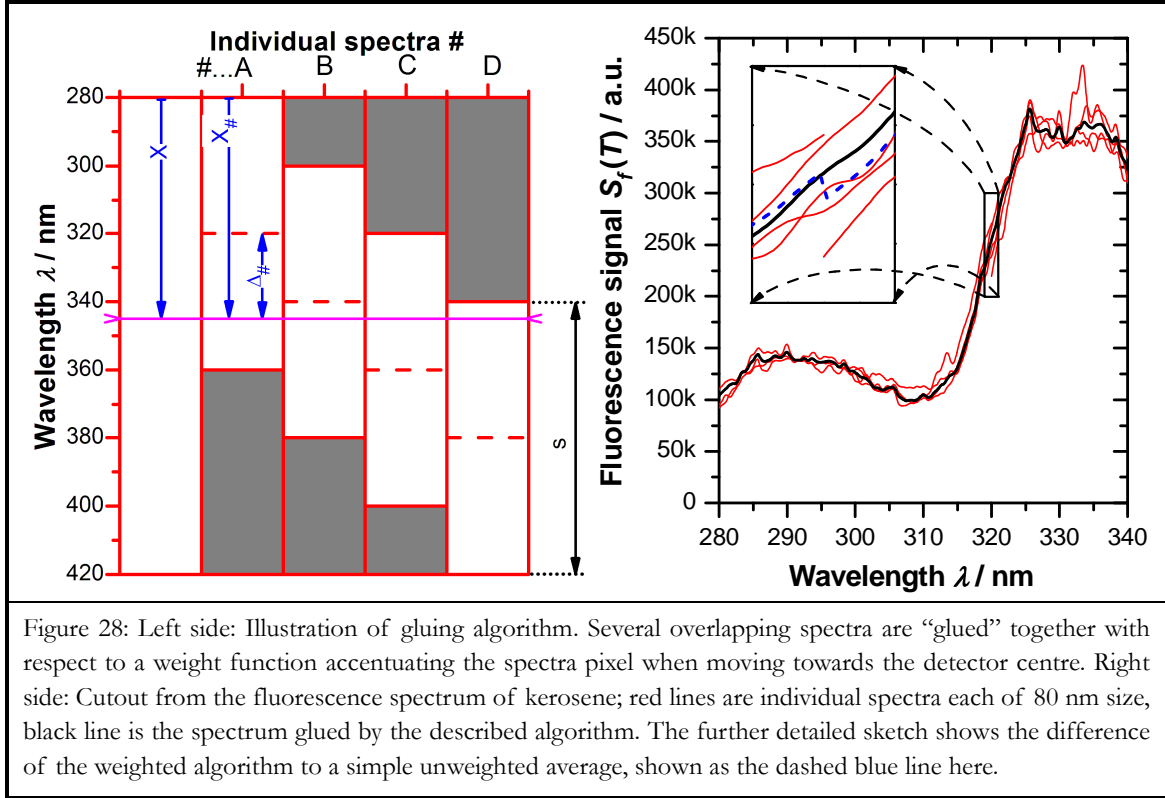 Individual spectra #
#...A B C D
Wavelength λ / nm
280
300
320
340
360
380
400
420
X
X#
Δ#
s
Fluorescence signal Sf(T) / a.u.
450k
400k
350k
300k
250k
200k
150k
100k
50k
0
280 290 300 310 320 330 340
Wavelength λ / nm
Figure 28: Left side: Illustration of gluing algorithm. Several overlapping spectra are “glued” together with
respect to a weight function accentuating the spectra pixel when moving towards the detector centre. Right
side: Cutout from the fluorescence spectrum of kerosene; red lines are individual spectra each of 80 nm size,
black line is the spectrum glued by the described algorithm. The further detailed sketch shows the difference
of the weighted algorithm to a simple unweighted average, shown as the dashed blue line here.